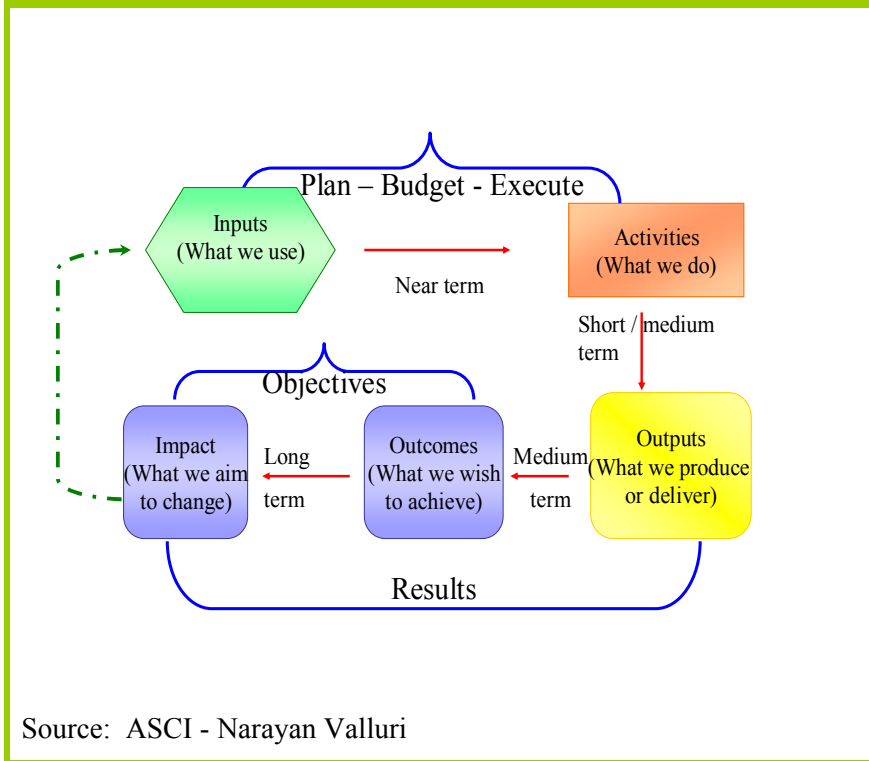 Plan – Budget - Execute
Inputs
(What we use)
Near term
Activities
(What we do)
Short / medium
term
Objectives
Impact
(What we aim
to change)
Long
term
Outcomes
(What we wish
to achieve)
Medium
term
Outputs
(What we produce
or deliver)
Results
Source:  ASCI - Narayan Valluri